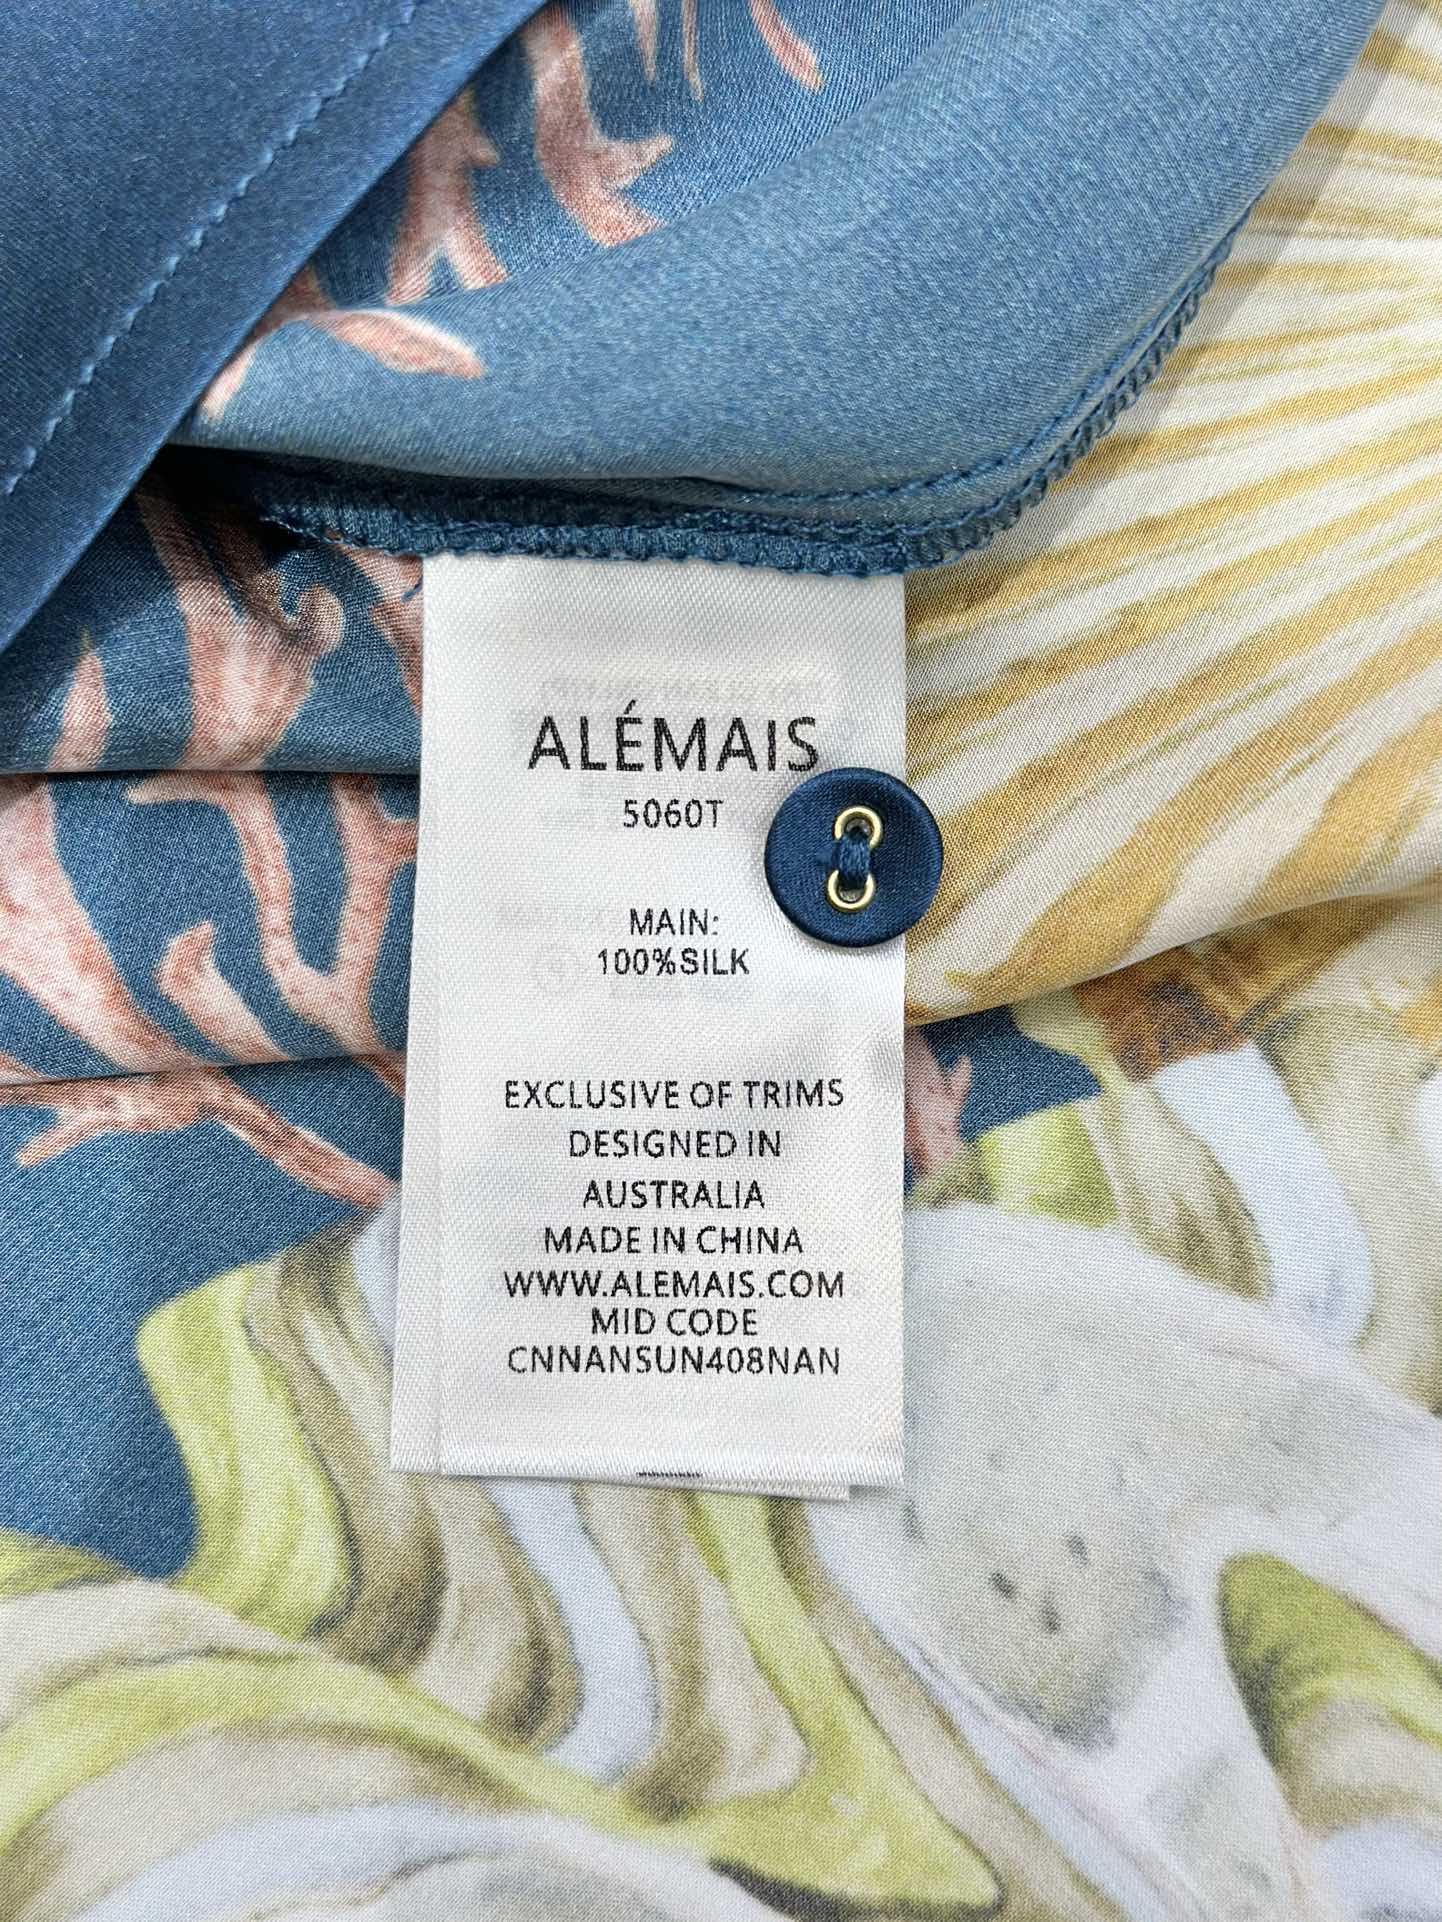 ALÉMAIS
5060T
MAIN:
100%SILK
EXCLUSIVE OF TRIMS
DESIGNED IN
AUSTRALIA
MADE IN CHINA
WWW.ALEMAIS.COM
MID CODE
CNNANSUN408NAN